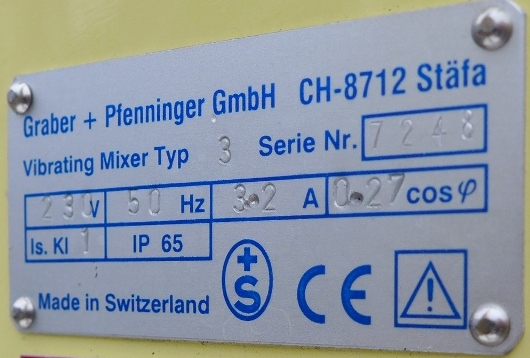 Graber + Pfenninger GmbH CH-8712 Stäfa
Vibrating Mixer Typ 3 Serie Nr. 7248
230 V 50 Hz 3.2 A 0.27 cosφ
Is. Kl 1 IP 65
Made in Switzerland +S CE